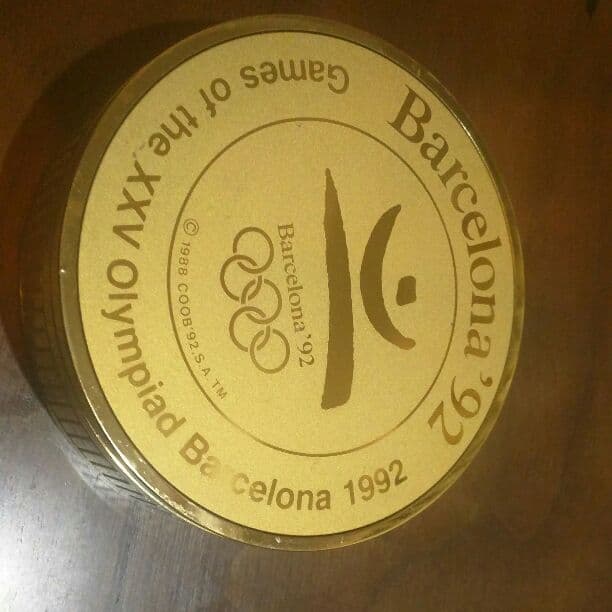 Barcelona '92
Barcelona '92
© 1988 COOB'92.S.A TM
Games of the XXV Olympiad Barcelona 1992